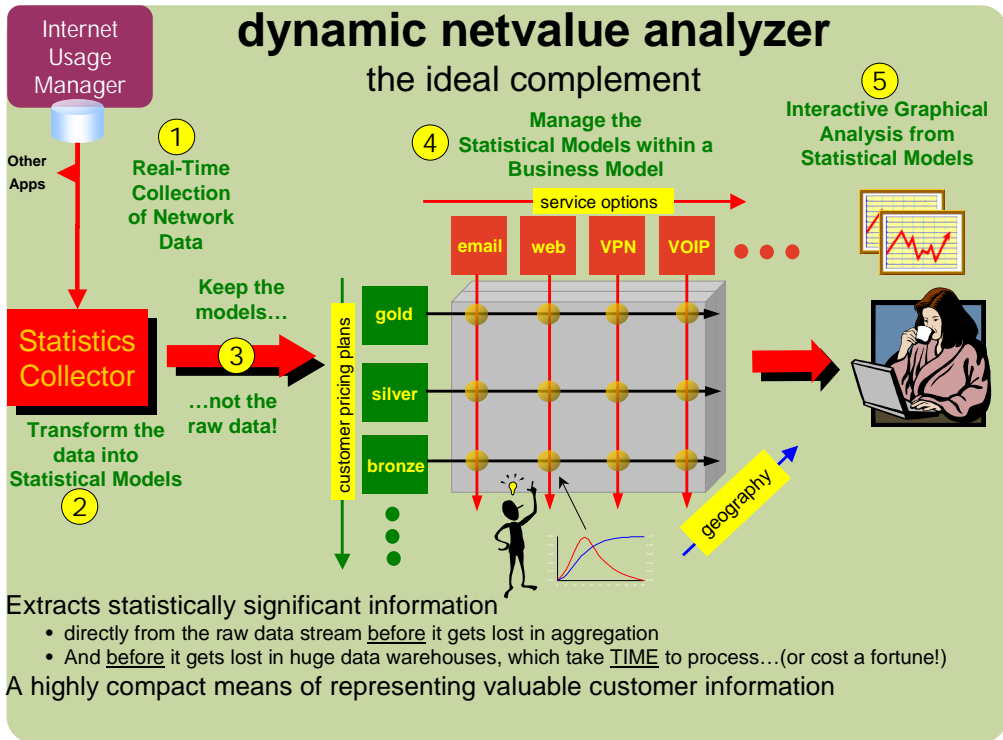 Internet
Usage
Manager
dynamic netvalue analyzer
the ideal complement
Other
Apps
1
Real-Time
Collection
of Network
Data
4
Manage the
Statistical Models within a
Business Model
5
Interactive Graphical
Analysis from
Statistical Models
service options
email
web
VPN
VOIP
Statistics
Collector
Keep the
models…
3
…not the
raw data!
Transform the
data into
Statistical Models
2
customer pricing plans
gold
silver
bronze
geography
Extracts statistically significant information
• directly from the raw data stream before it gets lost in aggregation
• And before it gets lost in huge data warehouses, which take TIME to process…(or cost a fortune!)
A highly compact means of representing valuable customer information